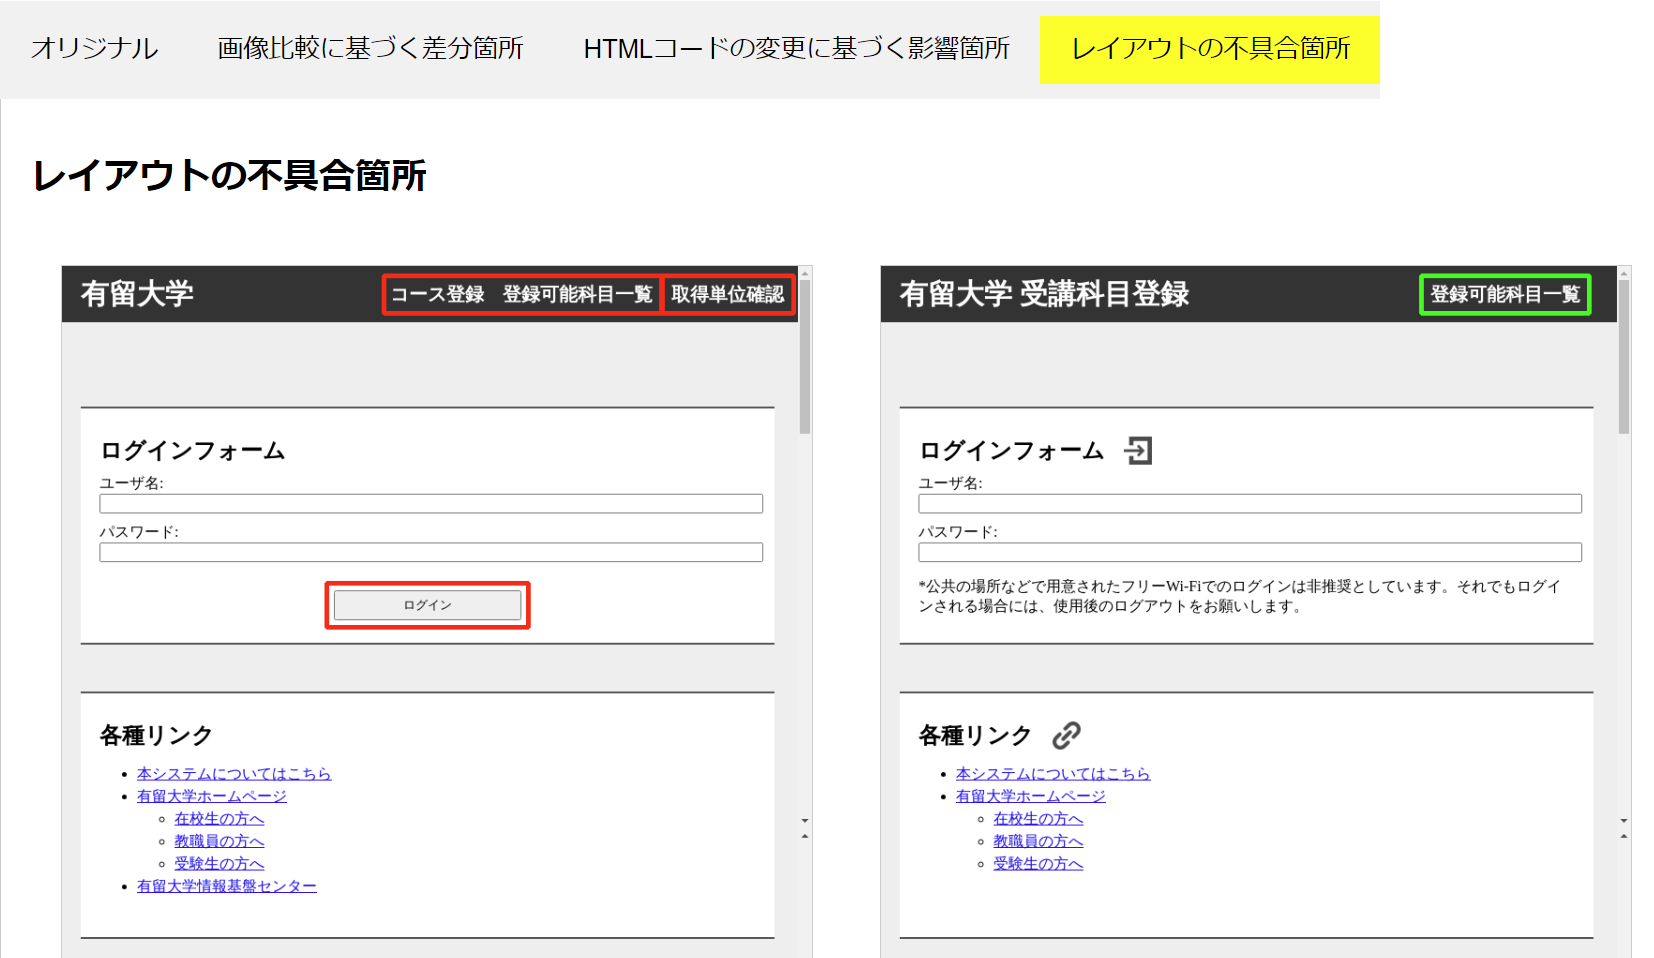 オリジナル 画像比較に基づく差分箇所 HTMLコードの変更に基づく影響箇所 レイアウトの不具合箇所
レイアウトの不具合箇所
有留大学 コース登録 登録可能科目一覧 取得単位確認
ログインフォーム
ユーザ名:
パスワード:
ログイン
各種リンク
本システムについてはこちら
有留大学ホームページ
在校生の方へ
教職員の方へ
受験生の方へ
有留大学情報基盤センター
有留大学 受講科目登録 登録可能科目一覧
ログインフォーム
ユーザ名:
パスワード:
*公共の場所などで用意されたフリーWi-Fiでのログインは非推奨としています。それでもログイ
ンされる場合には、使用後のログアウトをお願いします。
各種リンク
本システムについてはこちら
有留大学ホームページ
在校生の方へ
教職員の方へ
受験生の方へ